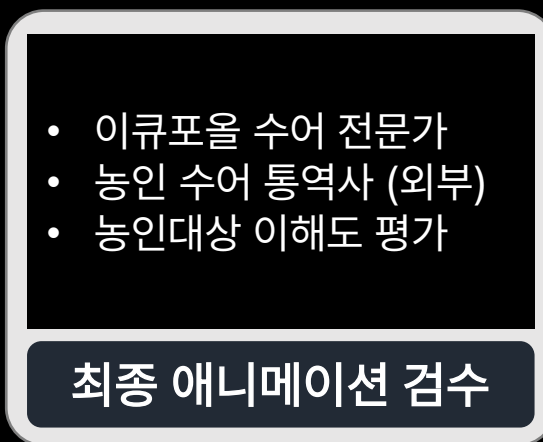 • 이큐포올 수어 전문가
• 농인 수어 통역사 (외부)
• 농인대상 이해도 평가
최종 애니메이션 검수